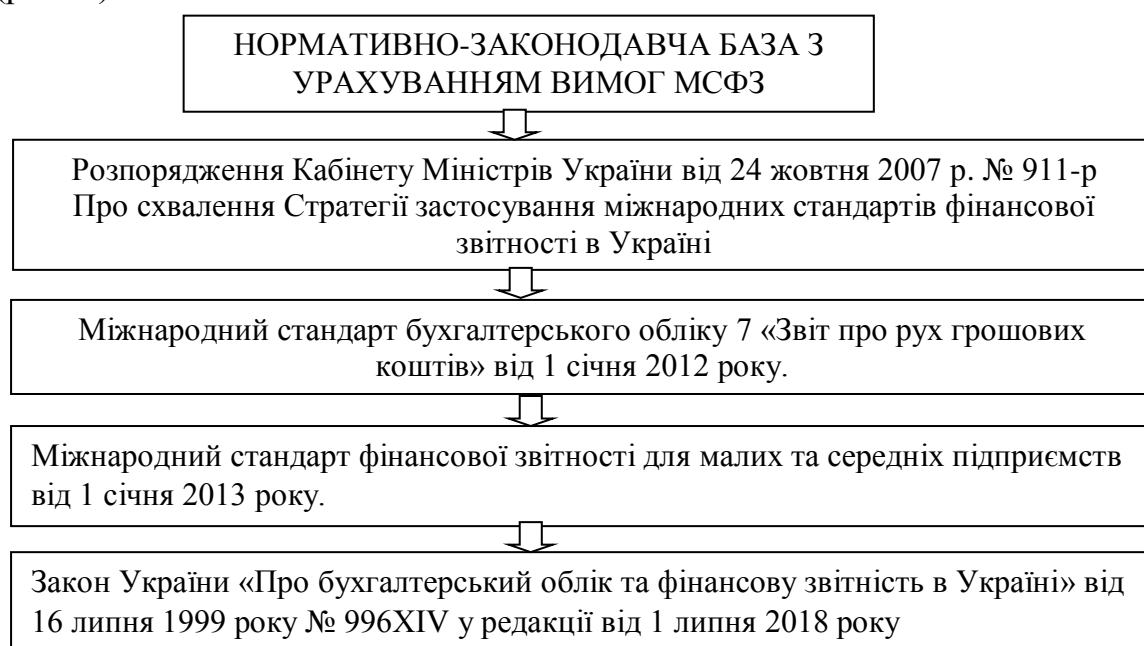 НОРМАТИВНО-ЗАКОНОДАВЧА БАЗА З
УРАХУВАННЯМ ВИМОГ МСФЗ
Розпорядження Кабінету Міністрів України від 24 жовтня 2007 р. № 911-р
Про схвалення Стратегії застосування міжнародних стандартів фінансової
звітності в Україні
Міжнародний стандарт бухгалтерського обліку 7 «Звіт про рух грошових
коштів» від 1 січня 2012 року.
Міжнародний стандарт фінансової звітності для малих та середніх підприємств
від 1 січня 2013 року.
Закон України «Про бухгалтерський облік та фінансову звітність в Україні» від
16 липня 1999 року № 996XIV у редакції від 1 липня 2018 року